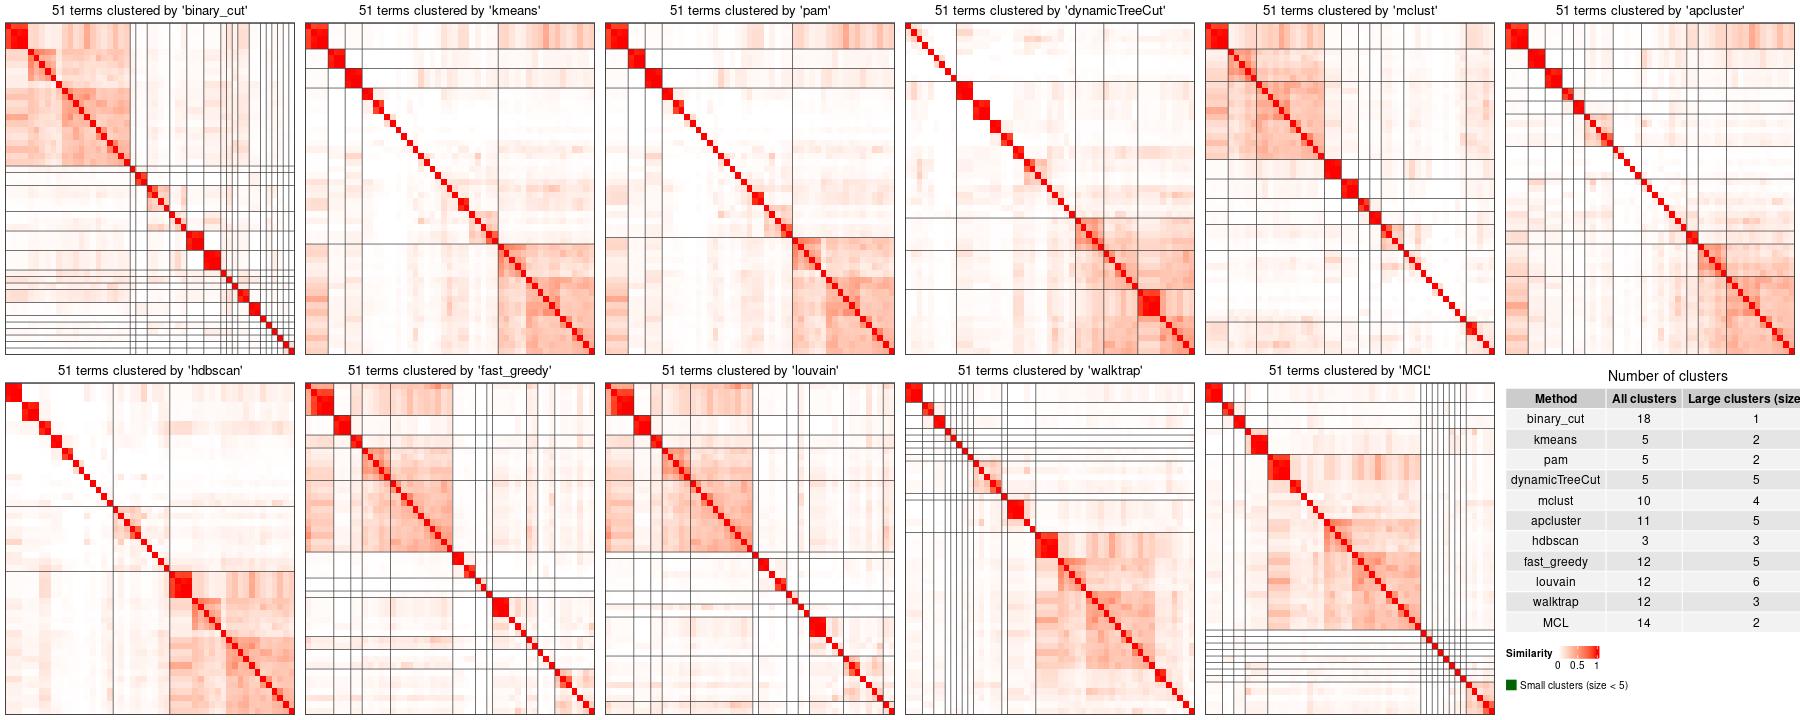 51 terms clustered by 'binary_cut'
51 terms clustered by 'kmeans'
51 terms clustered by 'pam'
51 terms clustered by 'dynamicTreeCut'
51 terms clustered by 'mclust'
51 terms clustered by 'apcluster'
51 terms clustered by 'hdbscan'
51 terms clustered by 'fast_greedy'
51 terms clustered by 'louvain'
51 terms clustered by 'walktrap'
51 terms clustered by 'MCL'
Number of clusters
Method All clusters Large clusters (size
binary_cut 18 1
kmeans 5 2
pam 5 2
dynamicTreeCut 5 5
mclust 10 4
apcluster 11 5
hdbscan 3 3
fast_greedy 12 5
louvain 12 6
walktrap 12 3
MCL 14 2
Similarity
0 0.5 1
Small clusters (size < 5)